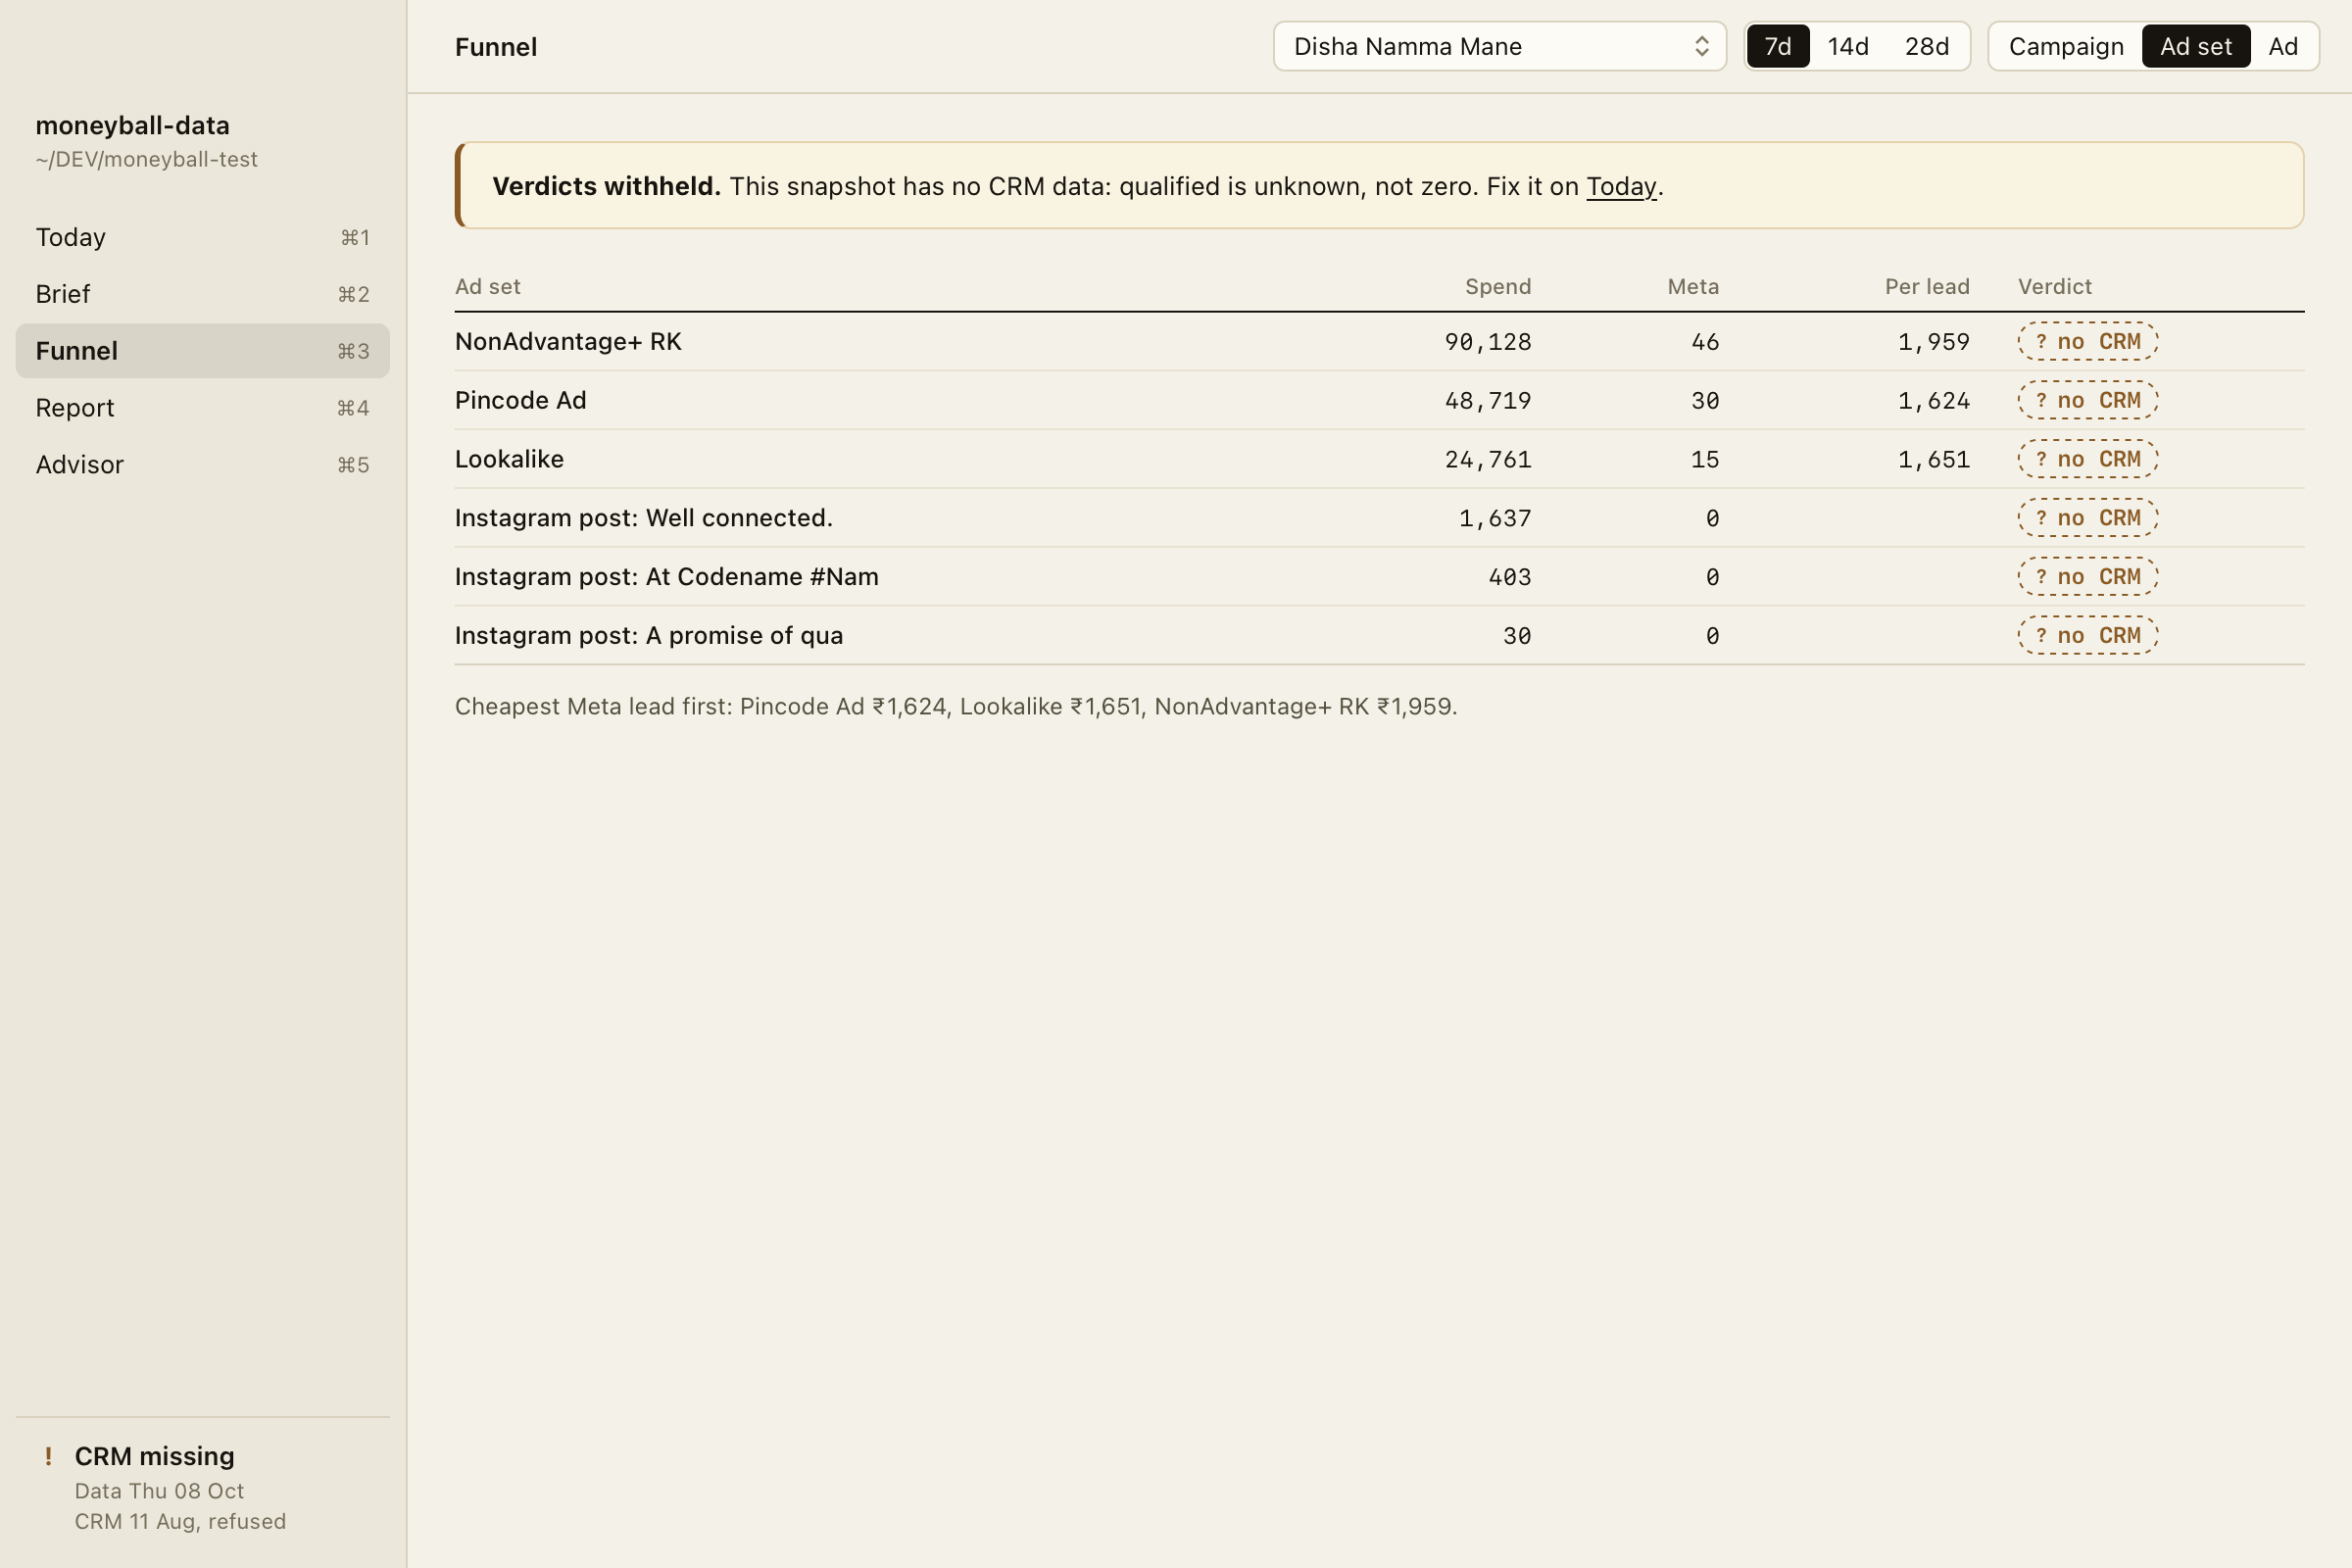 Funnel
Disha Namma Mane
7d 14d 28d
Campaign Ad set Ad
moneyball-data
~/DEV/moneyball-test
Today ⌘1
Brief ⌘2
Funnel ⌘3
Report ⌘4
Advisor ⌘5
Verdicts withheld. This snapshot has no CRM data: qualified is unknown, not zero. Fix it on Today.
Ad set Spend Meta Per lead Verdict
NonAdvantage+ RK 90,128 46 1,959 ? no CRM
Pincode Ad 48,719 30 1,624 ? no CRM
Lookalike 24,761 15 1,651 ? no CRM
Instagram post: Well connected. 1,637 0 ? no CRM
Instagram post: At Codename #Nam 403 0 ? no CRM
Instagram post: A promise of qua 30 0 ? no CRM
Cheapest Meta lead first: Pincode Ad ₹1,624, Lookalike ₹1,651, NonAdvantage+ RK ₹1,959.
! CRM missing
Data Thu 08 Oct
CRM 11 Aug, refused